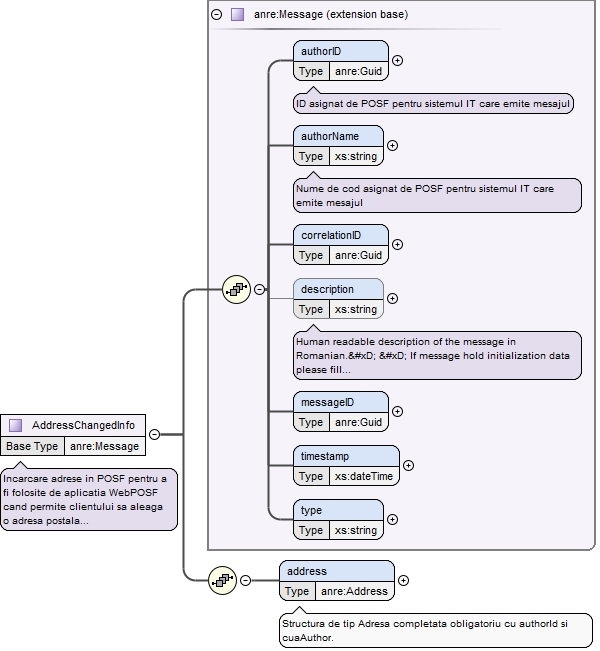 anre:Message (extension base)
authorID
Type anre:Guid
ID asignat de POSF pentru sistemul IT care emite mesajul
authorName
Type xs:string
Nume de cod asignat de POSF pentru sistemul IT care
emite mesajul
correlationID
Type anre:Guid
description
Type xs:string
Human readable description of the message in
Romanian.&#xD; &#xD; If message hold initialization data
please fill...
messageID
Type anre:Guid
timestamp
Type xs:dateTime
type
Type xs:string
AddressChangedInfo
Base Type anre:Message
Incarcare adrese in POSF pentru a
fi folosite de aplicatia WebPOSF
cand permite clientului sa aleaga
o adresa postala...
address
Type anre:Address
Structura de tip Adresa completata obligatoriu cu authorId si
cuaAuthor.